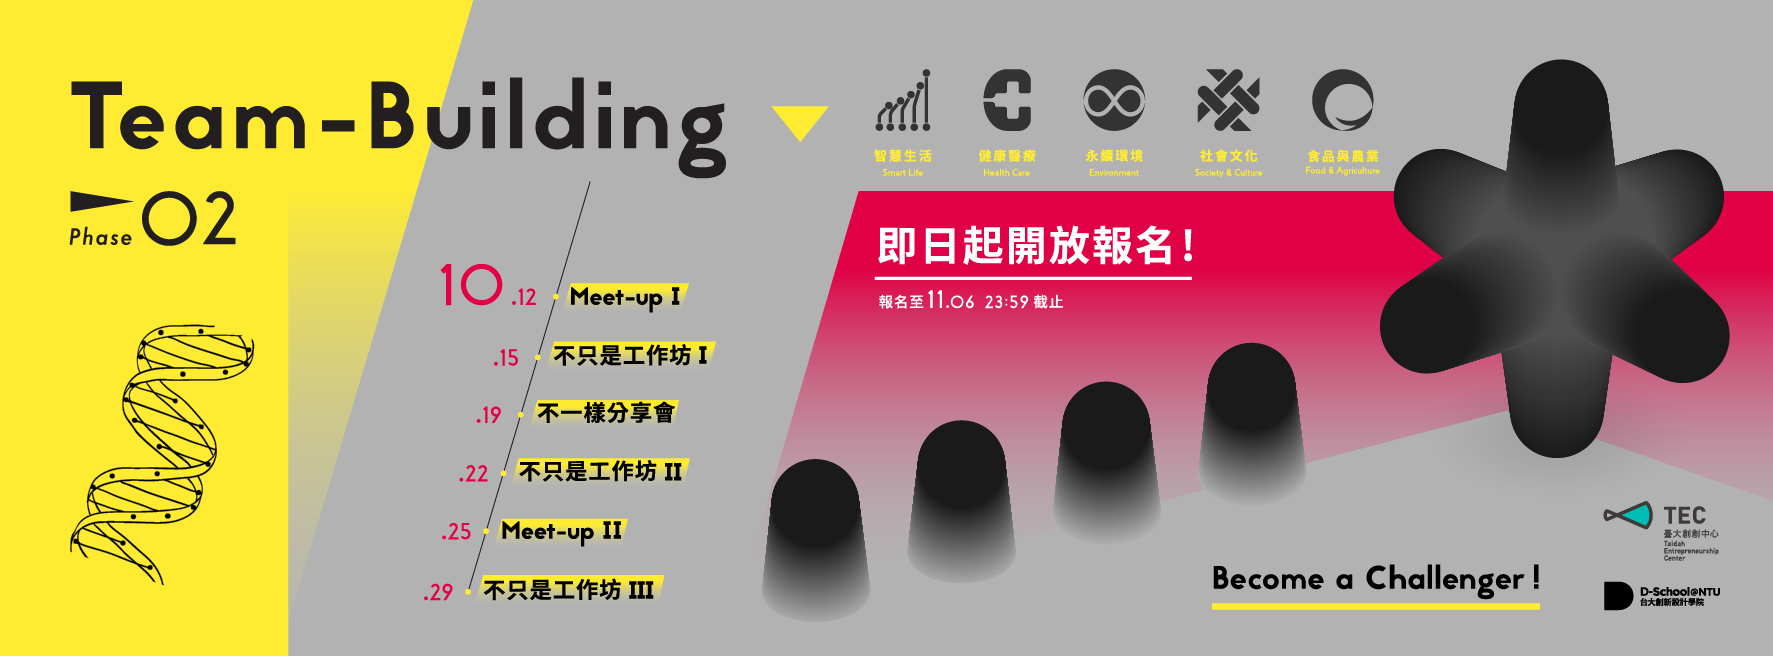 Team-Building
Phase 02
10.12 Meet-up I
.15 不只是工作坊 I
.19 不一樣分享會
.22 不只是工作坊 II
.25 Meet-up II
.29 不只是工作坊 III
智慧生活
Smart Life
健康醫療
Health Care
永續環境
Environment
社會文化
Society & Culture
食品與農業
Food & Agriculture
即日起開放報名!
報名至11.06 23:59 截止
Become a Challenger!
TEC
臺大創創中心
Taidah
Entrepreneurship
Center
D-School@NTU
台大創新設計學院